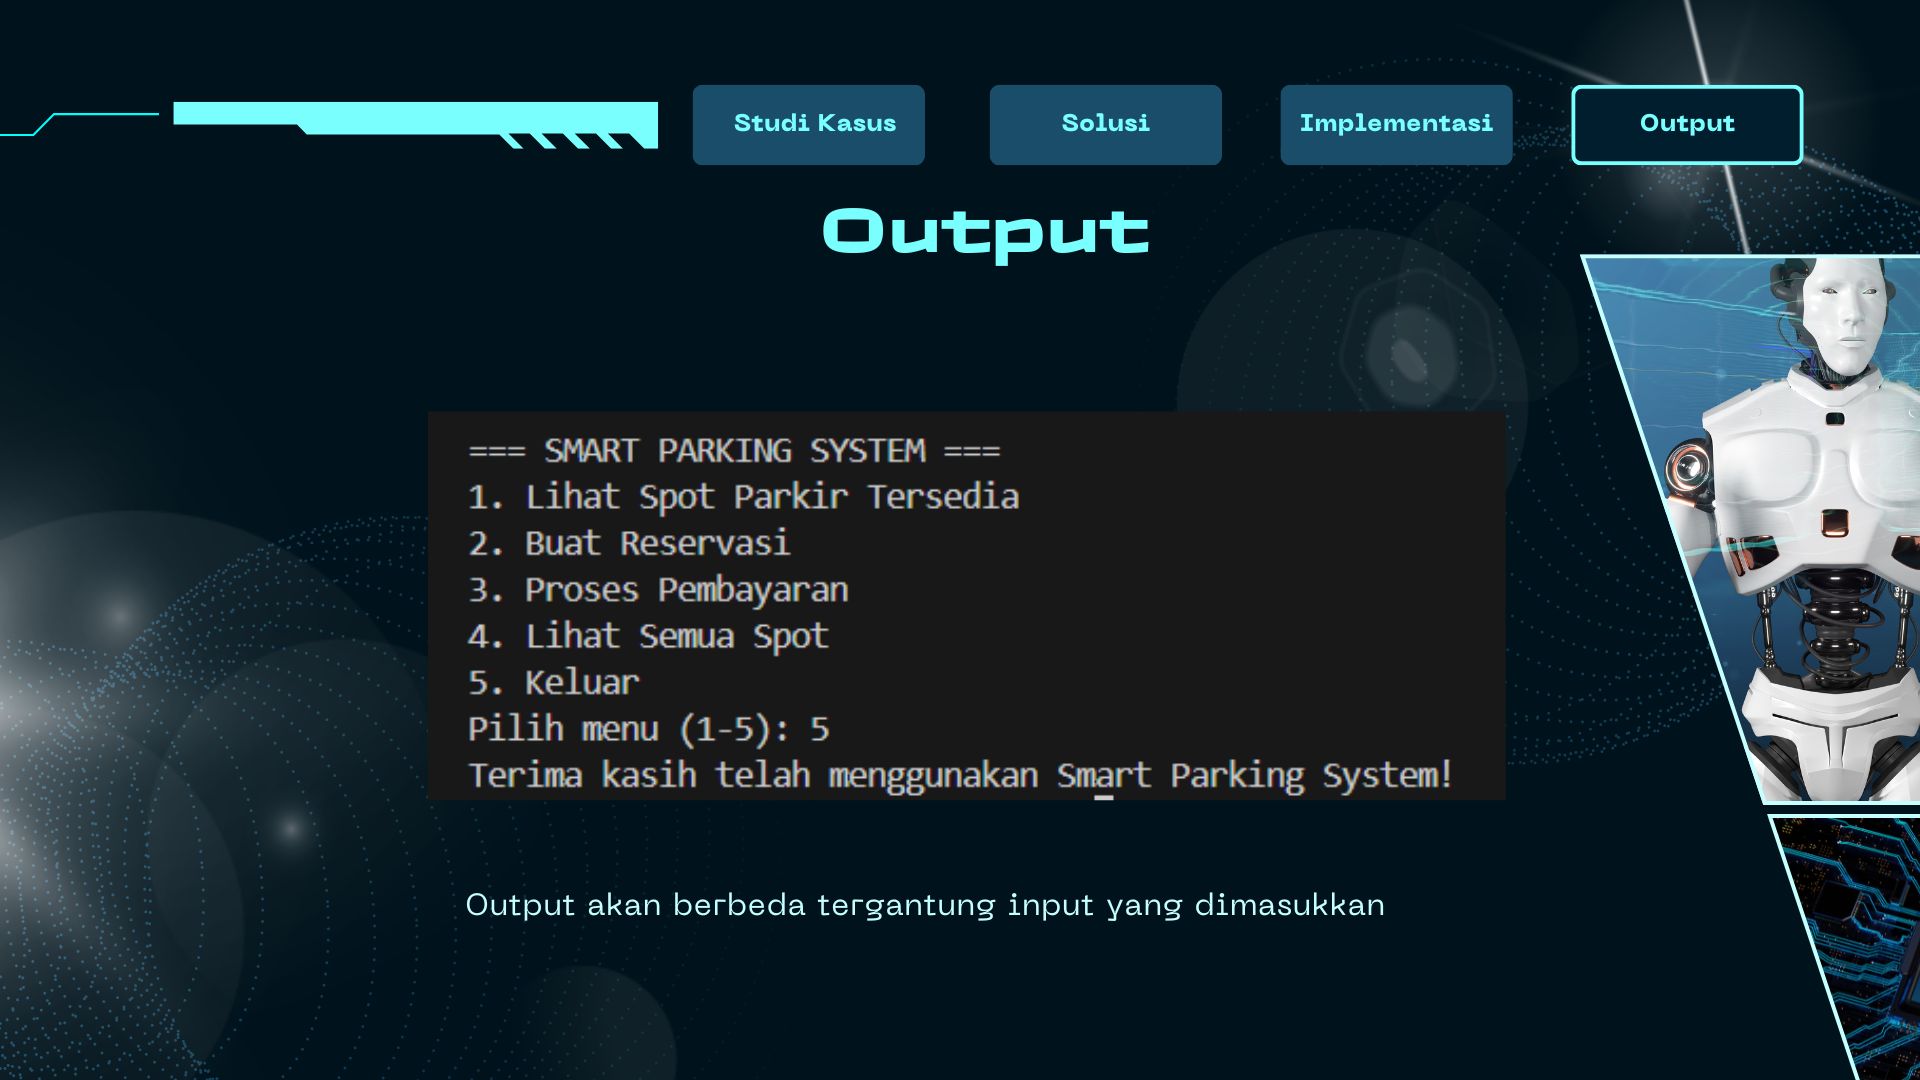 Studi Kasus
Solusi
Implementasi
Output
Output
=== SMART PARKING SYSTEM ===
1. Lihat Spot Parkir Tersedia
2. Buat Reservasi
3. Proses Pembayaran
4. Lihat Semua Spot
5. Keluar
Pilih menu (1-5): 5
Terima kasih telah menggunakan Smart Parking System!
Output akan berbeda tergantung input yang dimasukkan